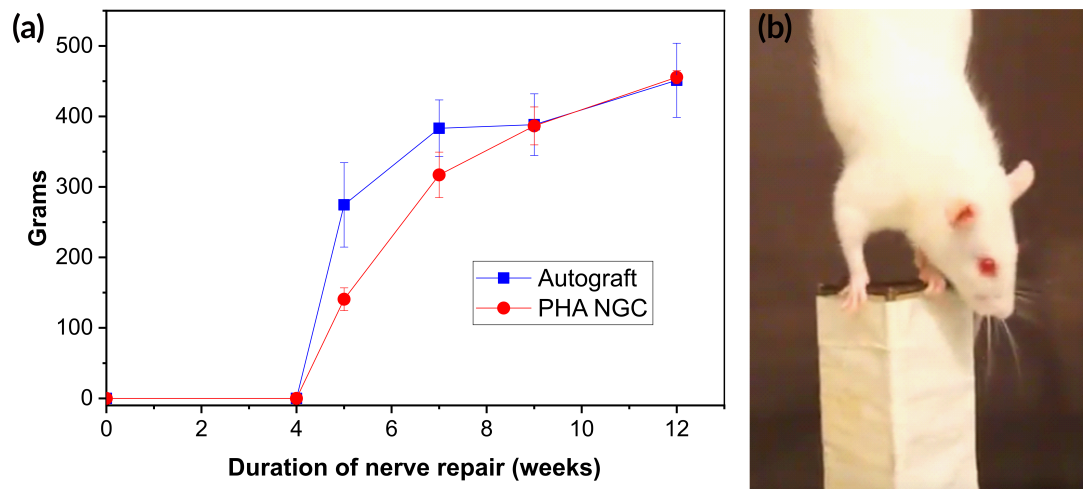 (a)
500
400
300
200
100
0
Grams
Autograft
PHA NGC
0 2 4 6 8 10 12
Duration of nerve repair (weeks)
(b)